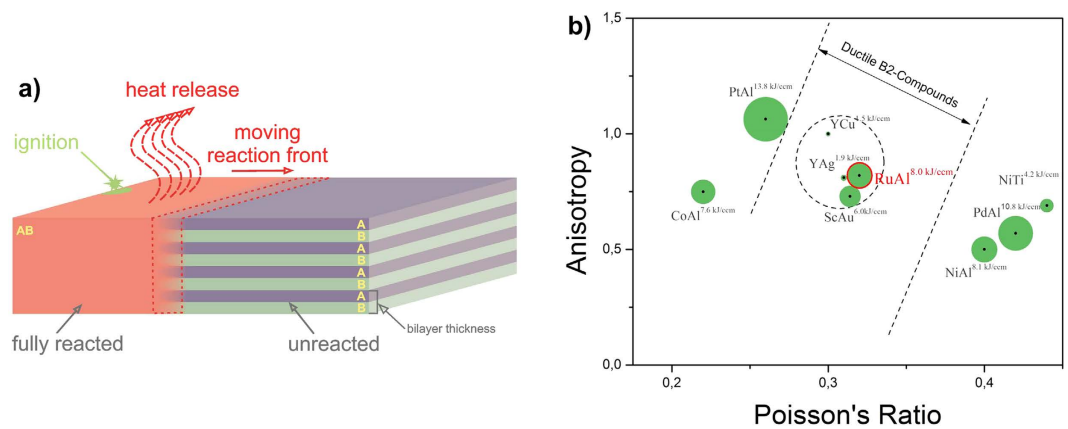 a)
heat release
ignition
moving
reaction front
AB
A
B
A
B
A
B
A
B
bilayer thickness
fully reacted
unreacted
b)
1,5
1,0
0,5
0,0
Anisotropy
0,2
0,3
0,4
Poisson's Ratio
Ductile B2-Compounds
PtAl13.8 kJ/ccm
YCu4.5 kJ/ccm
YAg1.9 kJ/ccm
RuAl8.0 kJ/ccm
ScAu6.0kJ/ccm
CoAl7.6 kJ/ccm
NiTi4.2 kJ/ccm
PdAl10.8 kJ/ccm
NiAl8.1 kJ/ccm